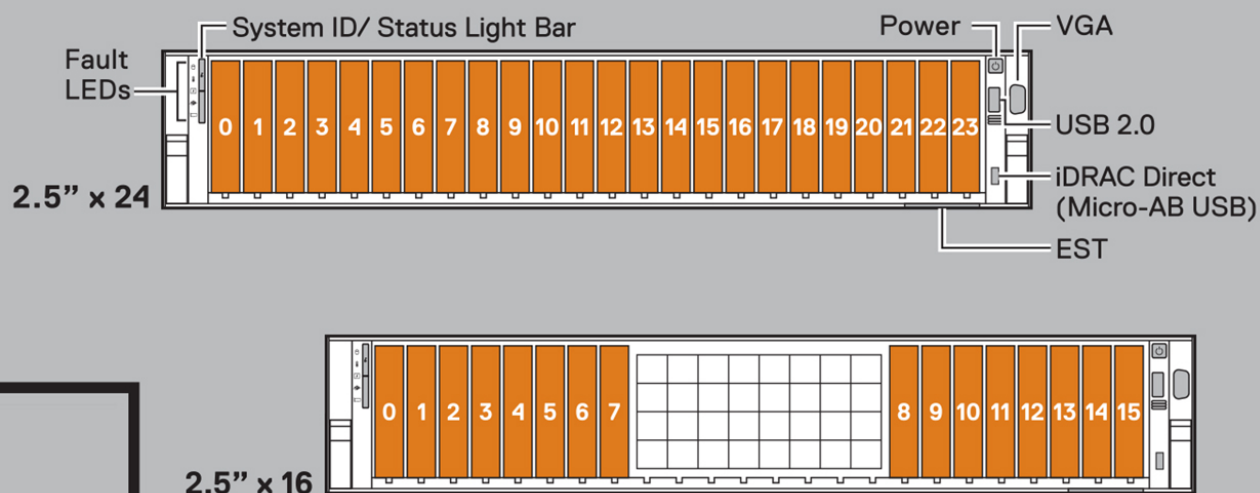 System ID/ Status Light Bar
Power
VGA
Fault
LEDs
0 1 2 3 4 5 6 7 8 9 10 11 12 13 14 15 16 17 18 19 20 21 22 23
USB 2.0
2.5” x 24
iDRAC Direct
(Micro-AB USB)
EST
0 1 2 3 4 5 6 7 8 9 10 11 12 13 14 15
2.5” x 16